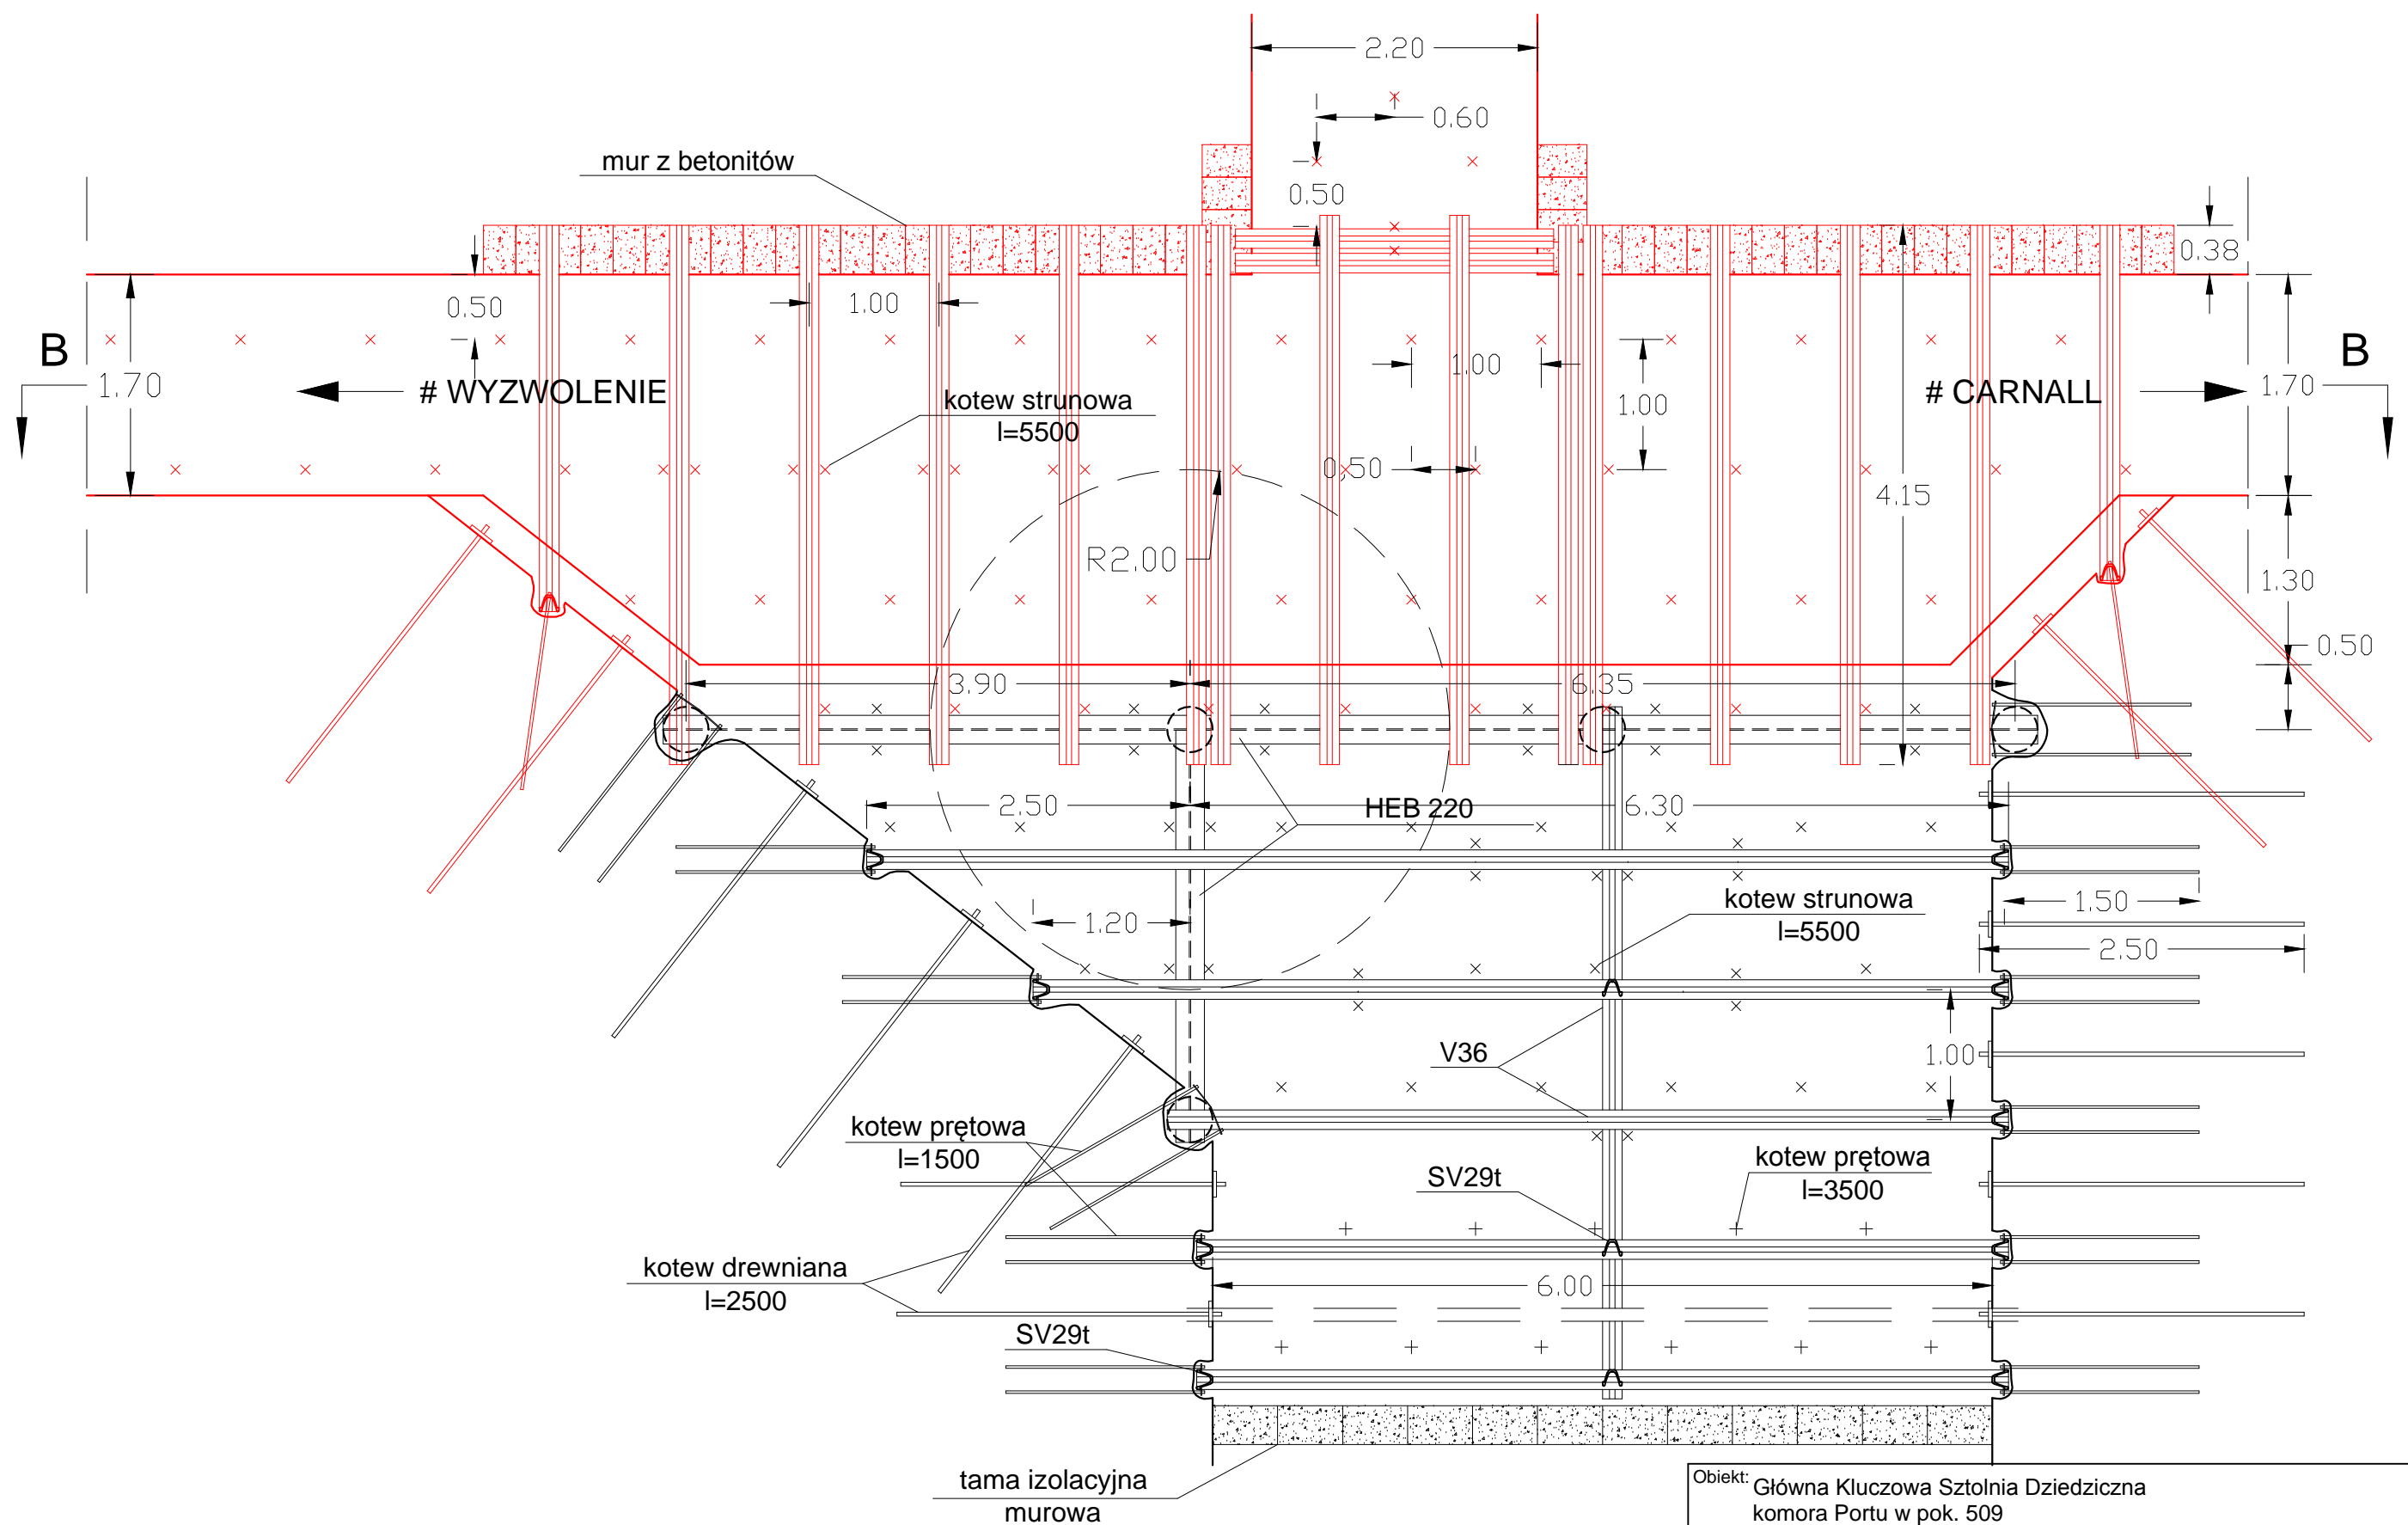 2.20
0.60
mur z betonitów
0.50
0.38
0.50
1.00
B
B
1.70
# WYZWOLENIE
1.00
# CARNALL
1.70
kotew strunowa
l=5500
1.00
0,50
4.15
R2.00
1.30
0.50
3.90
6.35
2.50
HEB 220
6.30
kotew strunowa
l=5500
1.50
1.20
2.50
V36
1.00
kotew prętowa
l=1500
kotew prętowa
l=3500
SV29t
kotew drewniana
l=2500
6.00
SV29t
tama izolacyjna
murowa
Obiekt: Główna Kluczowa Sztolnia Dziedziczna
komora Portu w pok. 509